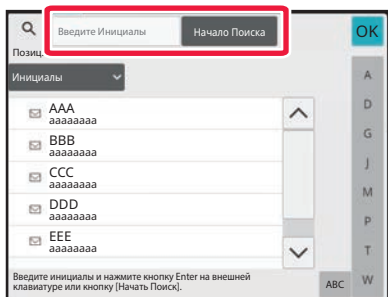 Введите Инициалы
Начало Поиска
OK
Позиц
Инициалы
AAA
aaaaaaaa
BBB
aaaaaaaa
CCC
aaaaaaaa
DDD
aaaaaaaa
EEE
aaaaaaaa
A
D
G
J
M
P
T
W
ABC
Введите инициалы и нажмите кнопку Enter на внешней
клавиатуре или кнопку [Начать Поиск].